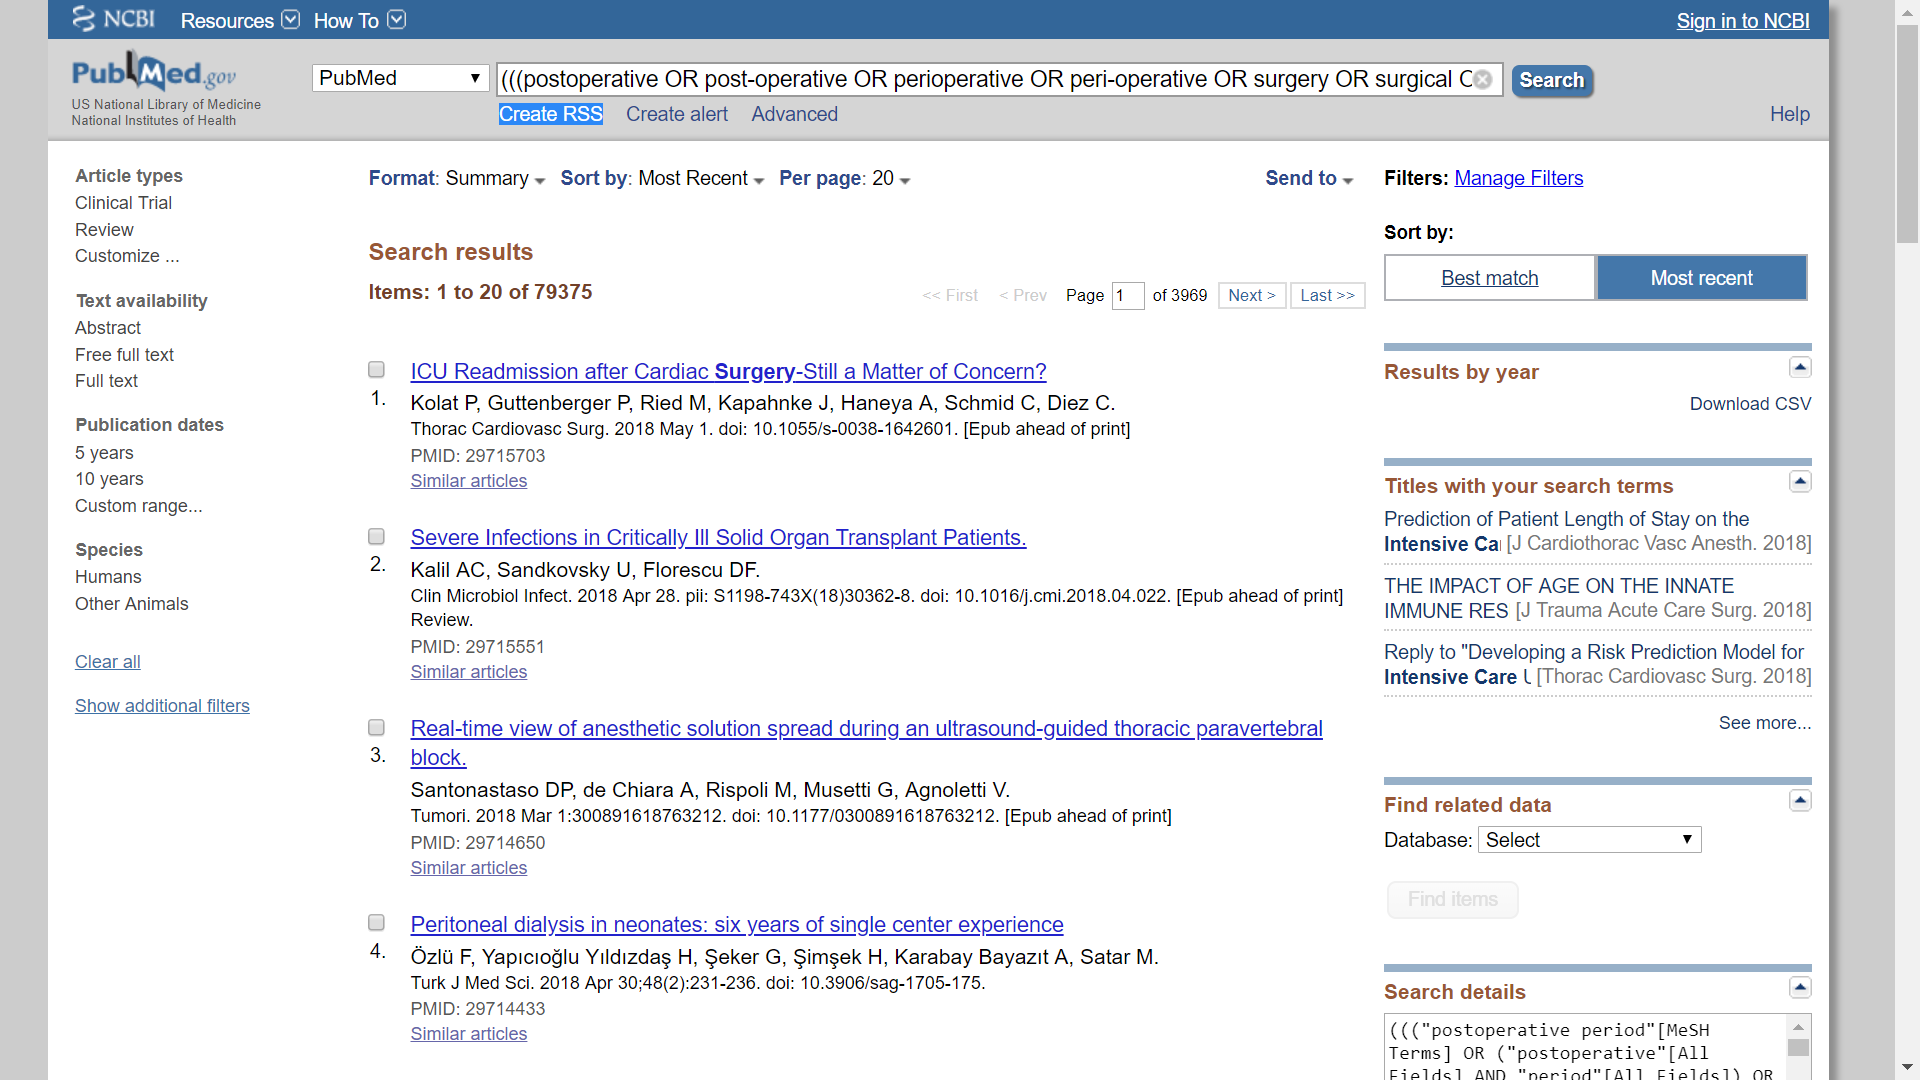 NCBI Resources How To Sign in to NCBI
PubMed.gov
US National Library of Medicine
National Institutes of Health
PubMed
(((postoperative OR post-operative OR perioperative OR peri-operative OR surgery OR surgical
Search
Create RSS Create alert Advanced
Help
Article types
Clinical Trial
Review
Customize ...
Text availability
Abstract
Free full text
Full text
Publication dates
5 years
10 years
Custom range...
Species
Humans
Other Animals
Clear all
Show additional filters
Format: Summary Sort by: Most Recent Per page: 20
Send to
Search results
Items: 1 to 20 of 79375
<< First < Prev Page 1 of 3969 Next > Last >>
ICU Readmission after Cardiac Surgery-Still a Matter of Concern?
1. Kolat P, Guttenberger P, Ried M, Kapahnke J, Haneya A, Schmid C, Diez C.
Thorac Cardiovasc Surg. 2018 May 1. doi: 10.1055/s-0038-1642601. [Epub ahead of print]
PMID: 29715703
Similar articles
Severe Infections in Critically Ill Solid Organ Transplant Patients.
2. Kalil AC, Sandkovsky U, Florescu DF.
Clin Microbiol Infect. 2018 Apr 28. pii: S1198-743X(18)30362-8. doi: 10.1016/j.cmi.2018.04.022. [Epub ahead of print]
Review.
PMID: 29715551
Similar articles
Real-time view of anesthetic solution spread during an ultrasound-guided thoracic paravertebral
block.
3. Santonastaso DP, de Chiara A, Rispoli M, Musetti G, Agnoletti V.
Tumori. 2018 Mar 1:300891618763212. doi: 10.1177/0300891618763212. [Epub ahead of print]
PMID: 29714650
Similar articles
Peritoneal dialysis in neonates: six years of single center experience
4. Özlü F, Yapıcıoğlu Yıldızdaş H, Şeker G, Şimşek H, Karabay Bayazıt A, Satar M.
Turk J Med Sci. 2018 Apr 30;48(2):231-236. doi: 10.3906/sag-1705-175.
PMID: 29714433
Similar articles
Filters: Manage Filters
Sort by:
Best match Most recent
Results by year
Download CSV
Titles with your search terms
Prediction of Patient Length of Stay on the
Intensive Ca [J Cardiothorac Vasc Anesth. 2018]
THE IMPACT OF AGE ON THE INNATE
IMMUNE RES [J Trauma Acute Care Surg. 2018]
Reply to "Developing a Risk Prediction Model for
Intensive Care U [Thorac Cardiovasc Surg. 2018]
See more...
Find related data
Database: Select
Find items
Search details
((("postoperative period"[MeSH
Terms] OR ("postoperative"[All
Fields] AND "period"[All Fields]) OR